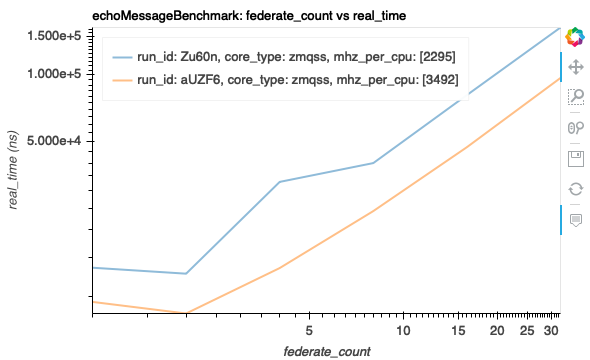 echoMessageBenchmark: federate_count vs real_time
run_id: Zu60n, core_type: zmqss, mhz_per_cpu: [2295]
run_id: aUZF6, core_type: zmqss, mhz_per_cpu: [3492]
1.500e+5
1.000e+5
5.000e+4
real_time (ns)
5 10 15 20 25 30
federate_count